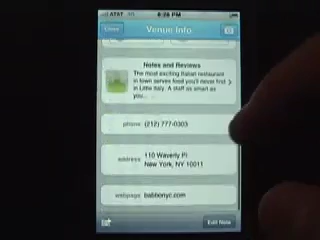 AT&T 8:26 PM
Close Venue Info
Notes and Reviews
The most exciting Italian restaurant
in town serves food you'll never find
in Little Italy. A staff as smart as
you...
phone (212) 777-0303
address 110 Waverly Pl
New York, NY 10011
webpage babbonyc.com
Edit Note